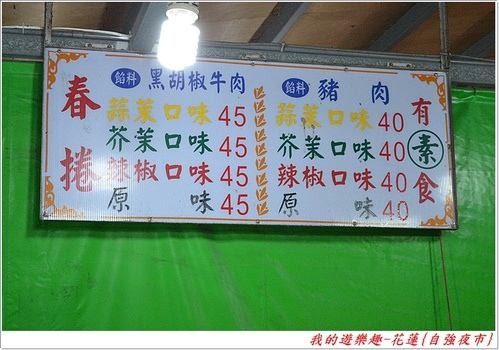 春捲
餡料 黑胡椒牛肉
蒜茉口味 45
芥茉口味 45
辣椒口味 45
原味 45
餡料 豬肉
蒜茉口味 40
芥茉口味 40
辣椒口味 40
原味 40
有素食
我的遊樂趣-花蓮{自強夜市}